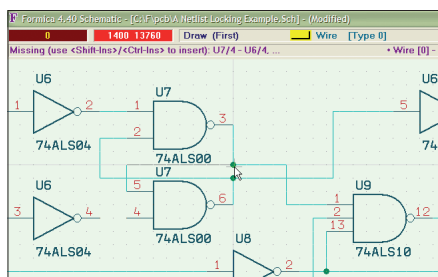 Formica 4.40 Schematic - [C:\F\pcb\A Netlist Locking Example.Sch] - (Modified)
0 1400 13760 Draw (First) Wire [Type 0]
Missing (use <Shift-Ins>/<Ctrl-Ins> to insert): U7/4 - U6/4, ... • Wire [0] -
U6 U7 U6
1 2 1 3 5
2
74ALS04 74ALS00 74
U7
U6 5 U9
6 1
3 4 4 2 12
13
74ALS04 74ALS00 74ALS10
U8
1 2